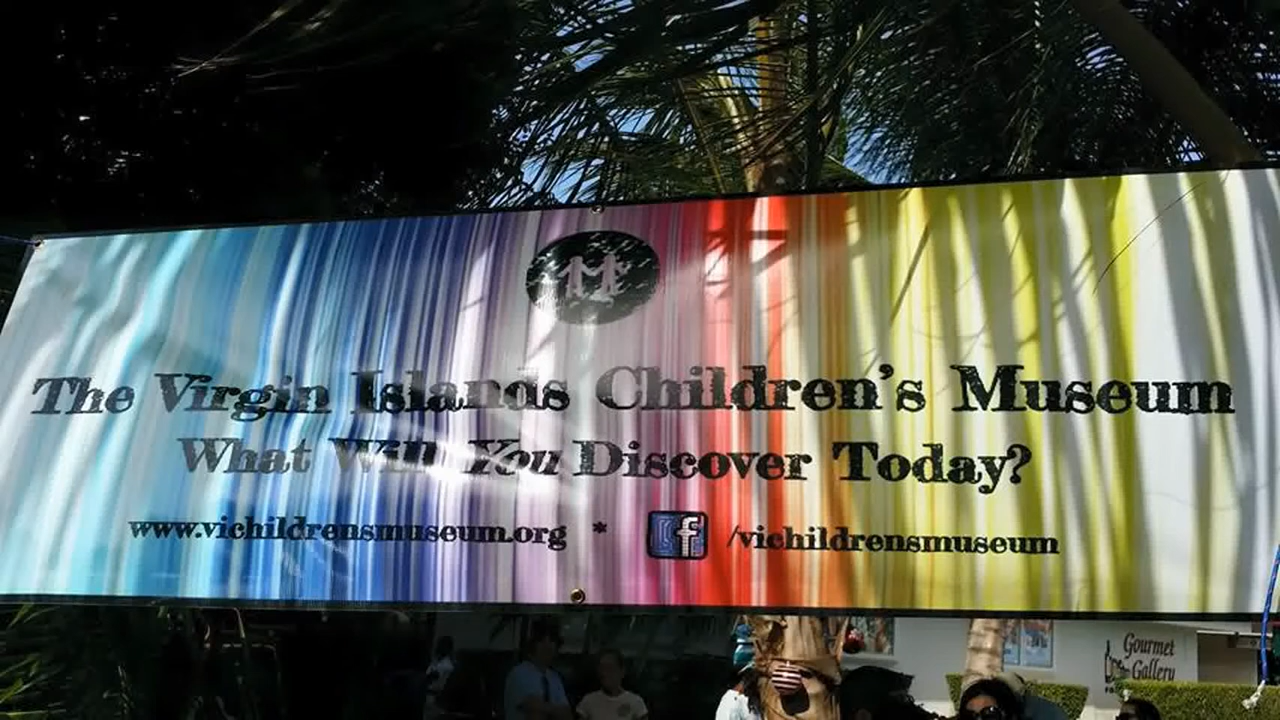 The Virgin Islands Children's Museum
What Will You Discover Today?
www.vichildrensmuseum.org * f /vichildrensmuseum
Gourmet
Gallery